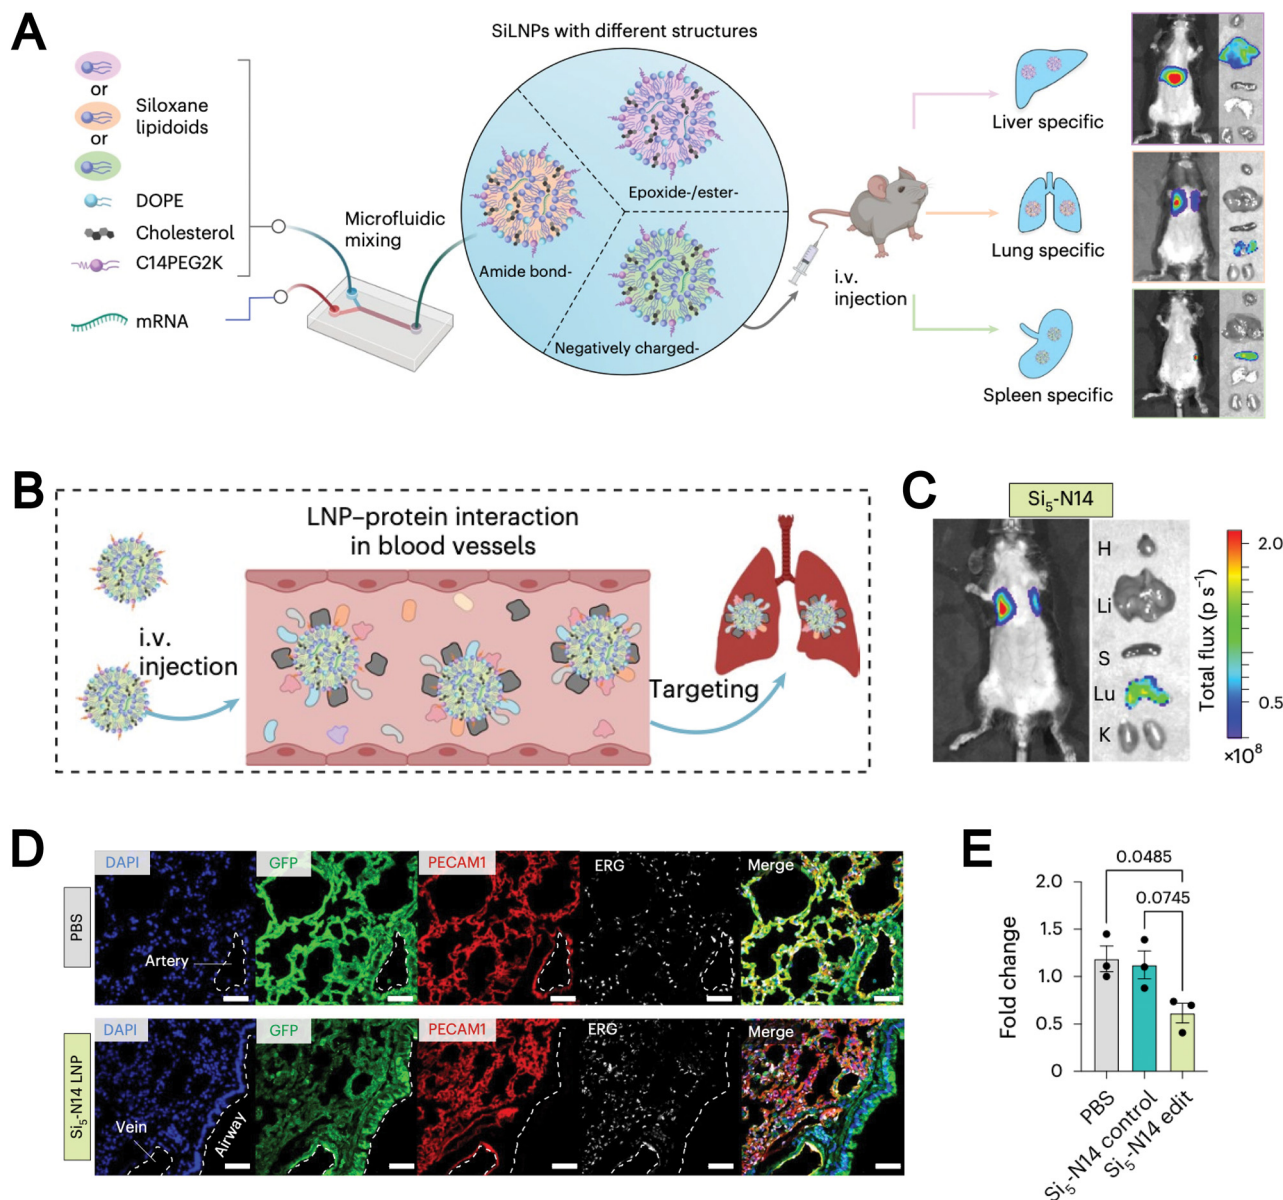 A
SiLNPs with different structures
or
or
Siloxane
lipidoids
DOPE
Cholesterol
C14PEG2K
mRNA
Microfluidic
mixing
Epoxide-/ester-
Amide bond-
Negatively charged-
i.v.
injection
Liver specific
Lung specific
Spleen specific
B
LNP–protein interaction
in blood vessels
i.v.
injection
Targeting
C
Si₅-N14
H
Li
S
Lu
K
Total flux (p s⁻¹)
2.0
0.5
×10⁸
D
DAPI
GFP
PECAM1
ERG
Merge
PBS
Artery
DAPI
GFP
PECAM1
ERG
Merge
Si₅-N14 LNP
Vein
Airway
E
0.0485
0.0745
Fold change
2.0
1.5
1.0
0.5
0
PBS
Si₅-N14 control
Si₅-N14 edit